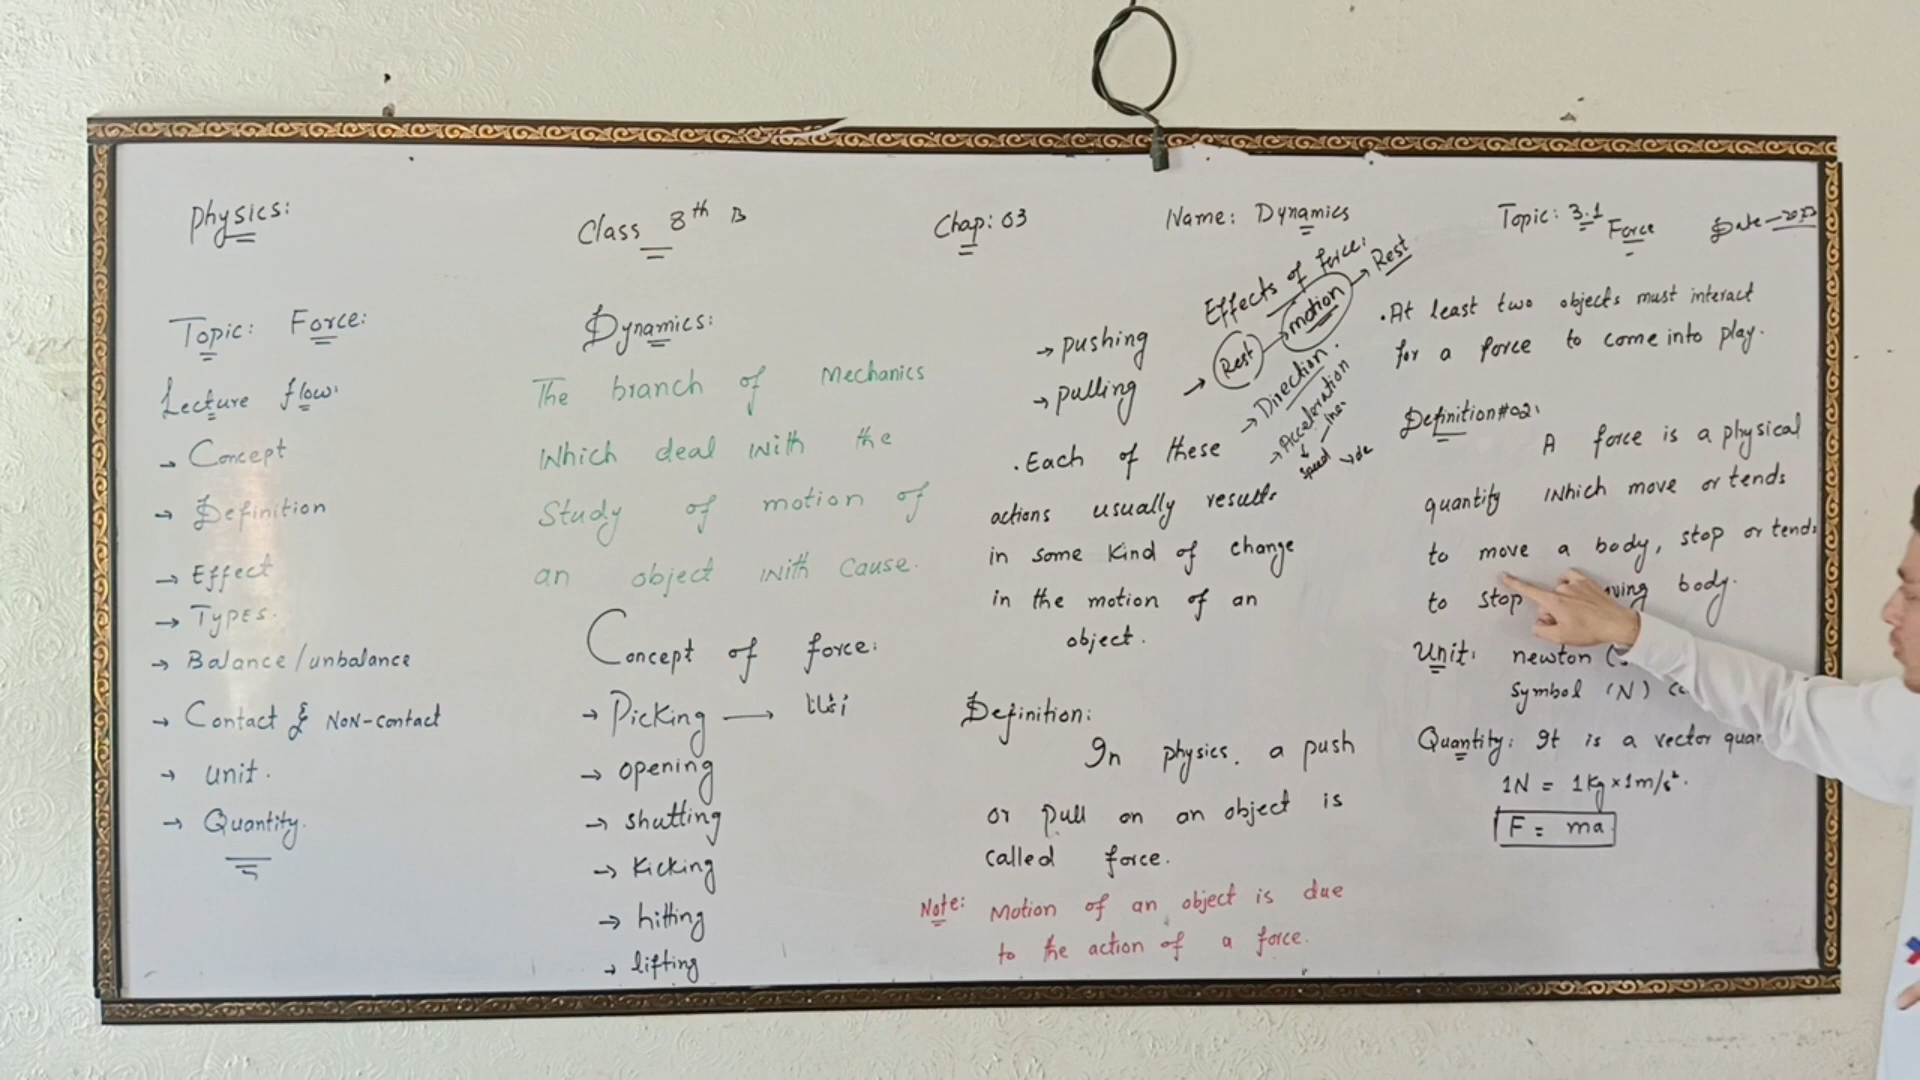 Physics:
Class 8th B
Chap: 03
Name: Dynamics
Topic: 3.1 Force
Topic: Force:
Lecture flow:
→ Concept
→ Definition
→ Effect
→ Types.
→ Balance/unbalance
→ Contact & Non-contact
→ Unit.
→ Quantity.
Dynamics:
The branch of Mechanics
Which deal with the
Study of motion of
an object with cause.
Concept of force:
→ Picking →
→ opening
→ shutting
→ Kicking
→ hitting
→ lifting
→ pushing
→ pulling
. Each of these
actions usually results
in some Kind of change
in the motion of an
object.
Definition:
In physics. a push
or pull on an object is
called force.
Note: Motion of an object is due
to the action of a force.
Effects of force:
→ Rest → motion → Rest
→ Direction.
→ Acceleration
↓
Speed
. At least two objects must interact
for a force to come into play.
Definition#02:
A force is a physical
quantity which move or tends
to move a body, stop or tends
to stop body.
Unit: newton
Symbol (N)
Quantity: It is a vector
1N = 1kg×1m/s².
F = ma